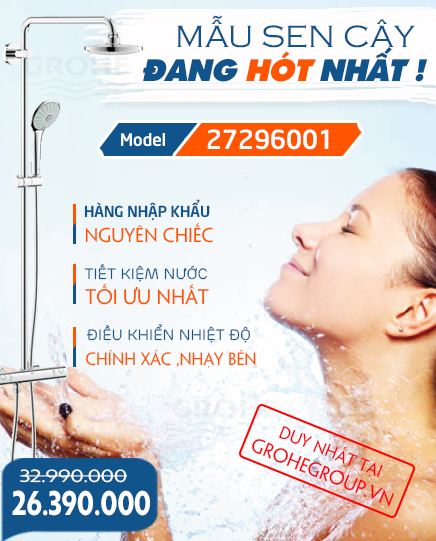 MẪU SEN CÂY
ĐANG HÓT NHẤT !
Model 27296001
HÀNG NHẬP KHẨU
NGUYÊN CHIẾC
TIẾT KIỆM NƯỚC
TỐI ƯU NHẤT
ĐIỀU KHIỂN NHIỆT ĐỘ
CHÍNH XÁC ,NHẠY BÉN
DUY NHẤT TẠI
GROHEGROUP.VN
32.990.000
26.390.000
GROHE